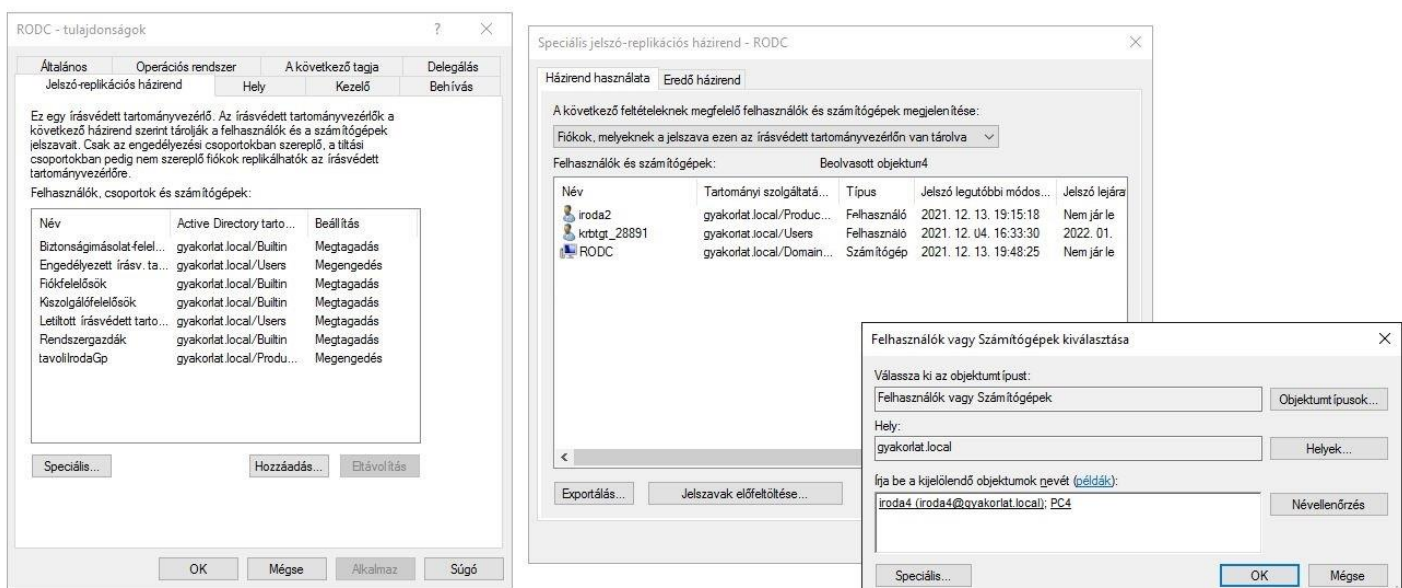 RODC - tulajdonságok
Általános Operációs rendszer A következő tagja Delegálás
Jelszó-replikációs házirend Hely Kezelő Behívás
Ez egy írásvédett tartományvezérlő. Az írásvédett tartományvezérlők a
következő házirend szerint tárolják a felhasználók és a számítógépek
jelszavait. Csak az engedélyezési csoportokban szereplő, a tiltási
csoportokban pedig nem szereplő fiókok replikálhatók az írásvédett
tartományvezérlőre.
Felhasználók, csoportok és számítógépek:
Név Active Directory tarto... Beállítás
Biztonságimásolat-felel... gyakorlat.local/Builtin Megtagadás
Engedélyezett írásv. ta... gyakorlat.local/Users Megengedés
Fiókfelelősök gyakorlat.local/Builtin Megtagadás
Kiszolgálófelelősök gyakorlat.local/Builtin Megtagadás
Letiltott írásvédett tarto... gyakorlat.local/Users Megtagadás
Rendszergazdák gyakorlat.local/Builtin Megtagadás
tavoliIrodaGp gyakorlat.local/Produ... Megengedés
Speciális... Hozzáadás... Eltávolítás
OK Mégse Alkalmaz Súgó
Speciális jelszó-replikációs házirend - RODC
Házirend használata Eredő házirend
A következő feltételeknek megfelelő felhasználók és számítógépek megjelenítése:
Fiókok, melyeknek a jelszava ezen az írásvédett tartományvezérlőn van tárolva
Felhasználók és számítógépek: Beolvasott objektum4
Név Tartományi szolgáltatá... Típus Jelszó legutóbbi módos... Jelszó lejára
iroda2 gyakorlat.local/Produc... Felhasználó 2021. 12. 13. 19:15:18 Nem jár le
krbtgt_28891 gyakorlat.local/Users Felhasználó 2021. 12. 04. 16:33:30 2022. 01.
RODC gyakorlat.local/Domain... Számítógép 2021. 12. 13. 19:48:25 Nem jár le
Exportálás... Jelszavak előfeltöltése...
Felhasználók vagy Számítógépek kiválasztása
Válassza ki az objektumtípust:
Felhasználók vagy Számítógépek Objektumtípusok...
Hely:
gyakorlat.local Helyek...
Írja be a kijelölendő objektumok nevét (példák):
iroda4 (iroda4@gyakorlat.local); PC4 Névellenőrzés
Speciális... OK Mégse